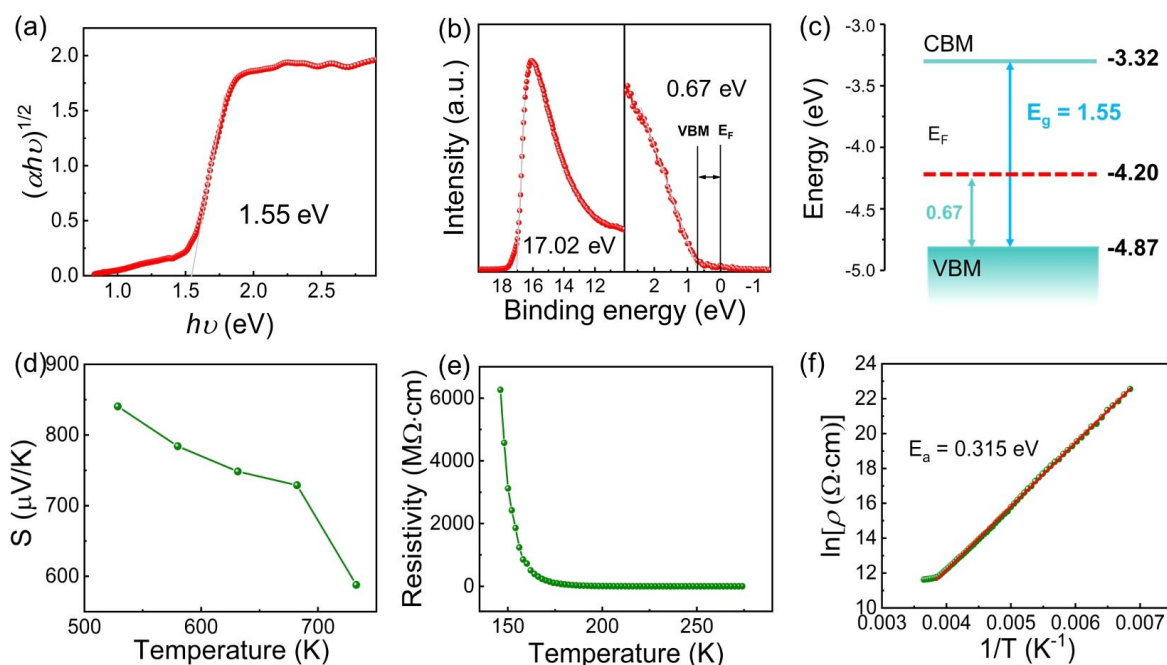 (a)
(αhυ)1/2
2.0
1.5
1.0
0.5
0.0
1.55 eV
1.0 1.5 2.0 2.5
hυ (eV)
(b)
Intensity (a.u.)
17.02 eV
0.67 eV
VBM
EF
18 16 14 12 2 1 0 -1
Binding energy (eV)
(c)
Energy (eV)
-3.0
-3.5
-4.0
-4.5
-5.0
CBM
-3.32
Eg = 1.55
EF
-4.20
0.67
-4.87
VBM
(d)
S (μV/K)
900
800
700
600
500 600 700
Temperature (K)
(e)
Resistivity (MΩ·cm)
6000
4000
2000
0
150 200 250
Temperature (K)
(f)
ln[ρ (Ω·cm)]
24
22
20
18
16
14
12
10
Ea = 0.315 eV
0.003 0.004 0.005 0.006 0.007
1/T (K-1)